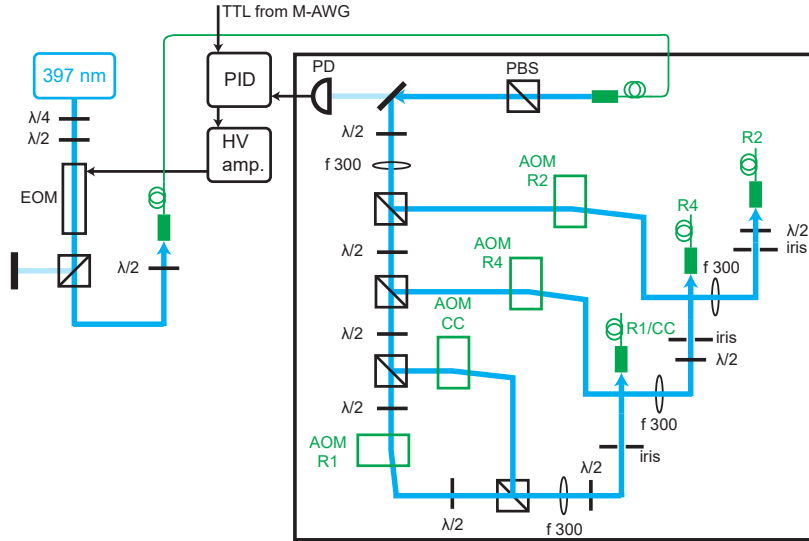 TTL from M-AWG
397 nm
PID
PD
PBS
λ/4
λ/2
λ/2
HV
amp.
f 300
AOM
R2
R2
EOM
R4
λ/2
iris
λ/2
λ/2
AOM
R4
f 300
AOM
CC
R1/CC
λ/2
iris
λ/2
λ/2
f 300
AOM
R1
iris
λ/2
λ/2
f 300